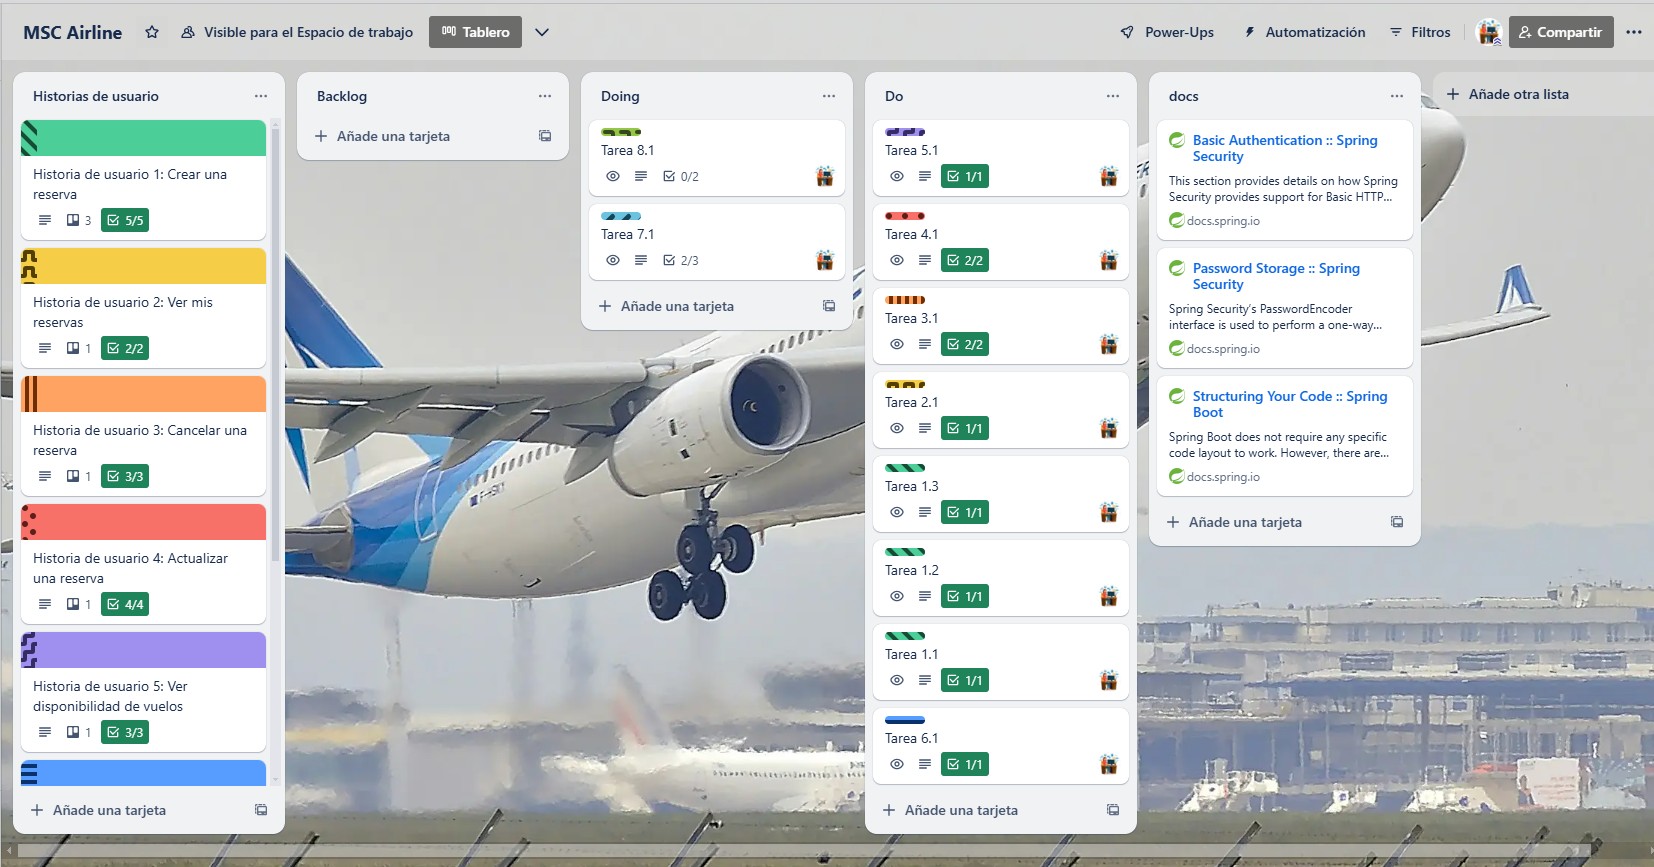 MSC Airline
Visible para el Espacio de trabajo
Tablero
Power-Ups
Automatización
Filtros
Compartir
Historias de usuario
Historia de usuario 1: Crear una
reserva
3
5/5
Historia de usuario 2: Ver mis
reservas
1
2/2
Historia de usuario 3: Cancelar una
reserva
1
3/3
Historia de usuario 4: Actualizar
una reserva
1
4/4
Historia de usuario 5: Ver
disponibilidad de vuelos
1
3/3
Añade una tarjeta
Backlog
Añade una tarjeta
Doing
Tarea 8.1
0/2
Tarea 7.1
2/3
Añade una tarjeta
Do
Tarea 5.1
1/1
Tarea 4.1
2/2
Tarea 3.1
2/2
Tarea 2.1
1/1
Tarea 1.3
1/1
Tarea 1.2
1/1
Tarea 1.1
1/1
Tarea 6.1
1/1
Añade una tarjeta
docs
Basic Authentication :: Spring
Security
This section provides details on how Spring
Security provides support for Basic HTTP...
docs.spring.io
Password Storage :: Spring
Security
Spring Security's PasswordEncoder
interface is used to perform a one-way...
docs.spring.io
Structuring Your Code :: Spring
Boot
Spring Boot does not require any specific
code layout to work. However, there are...
docs.spring.io
Añade una tarjeta
Añade otra lista